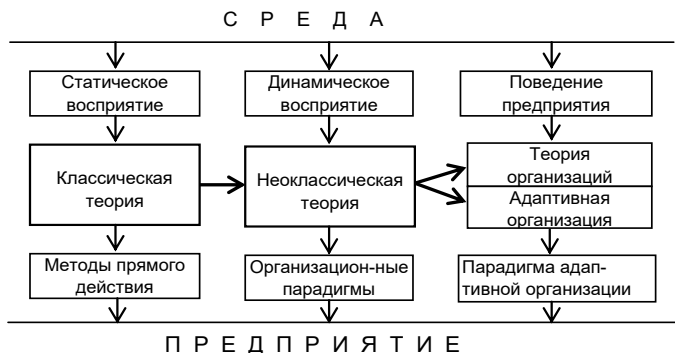 С Р Е Д А
Статическое
восприятие
Динамическое
восприятие
Поведение
предприятия
Классическая
теория
Неоклассическая
теория
Теория
организаций
Адаптивная
организация
Методы прямого
действия
Организацион-ные
парадигмы
Парадигма адап-
тивной организации
П Р Е Д П Р И Я Т И Е